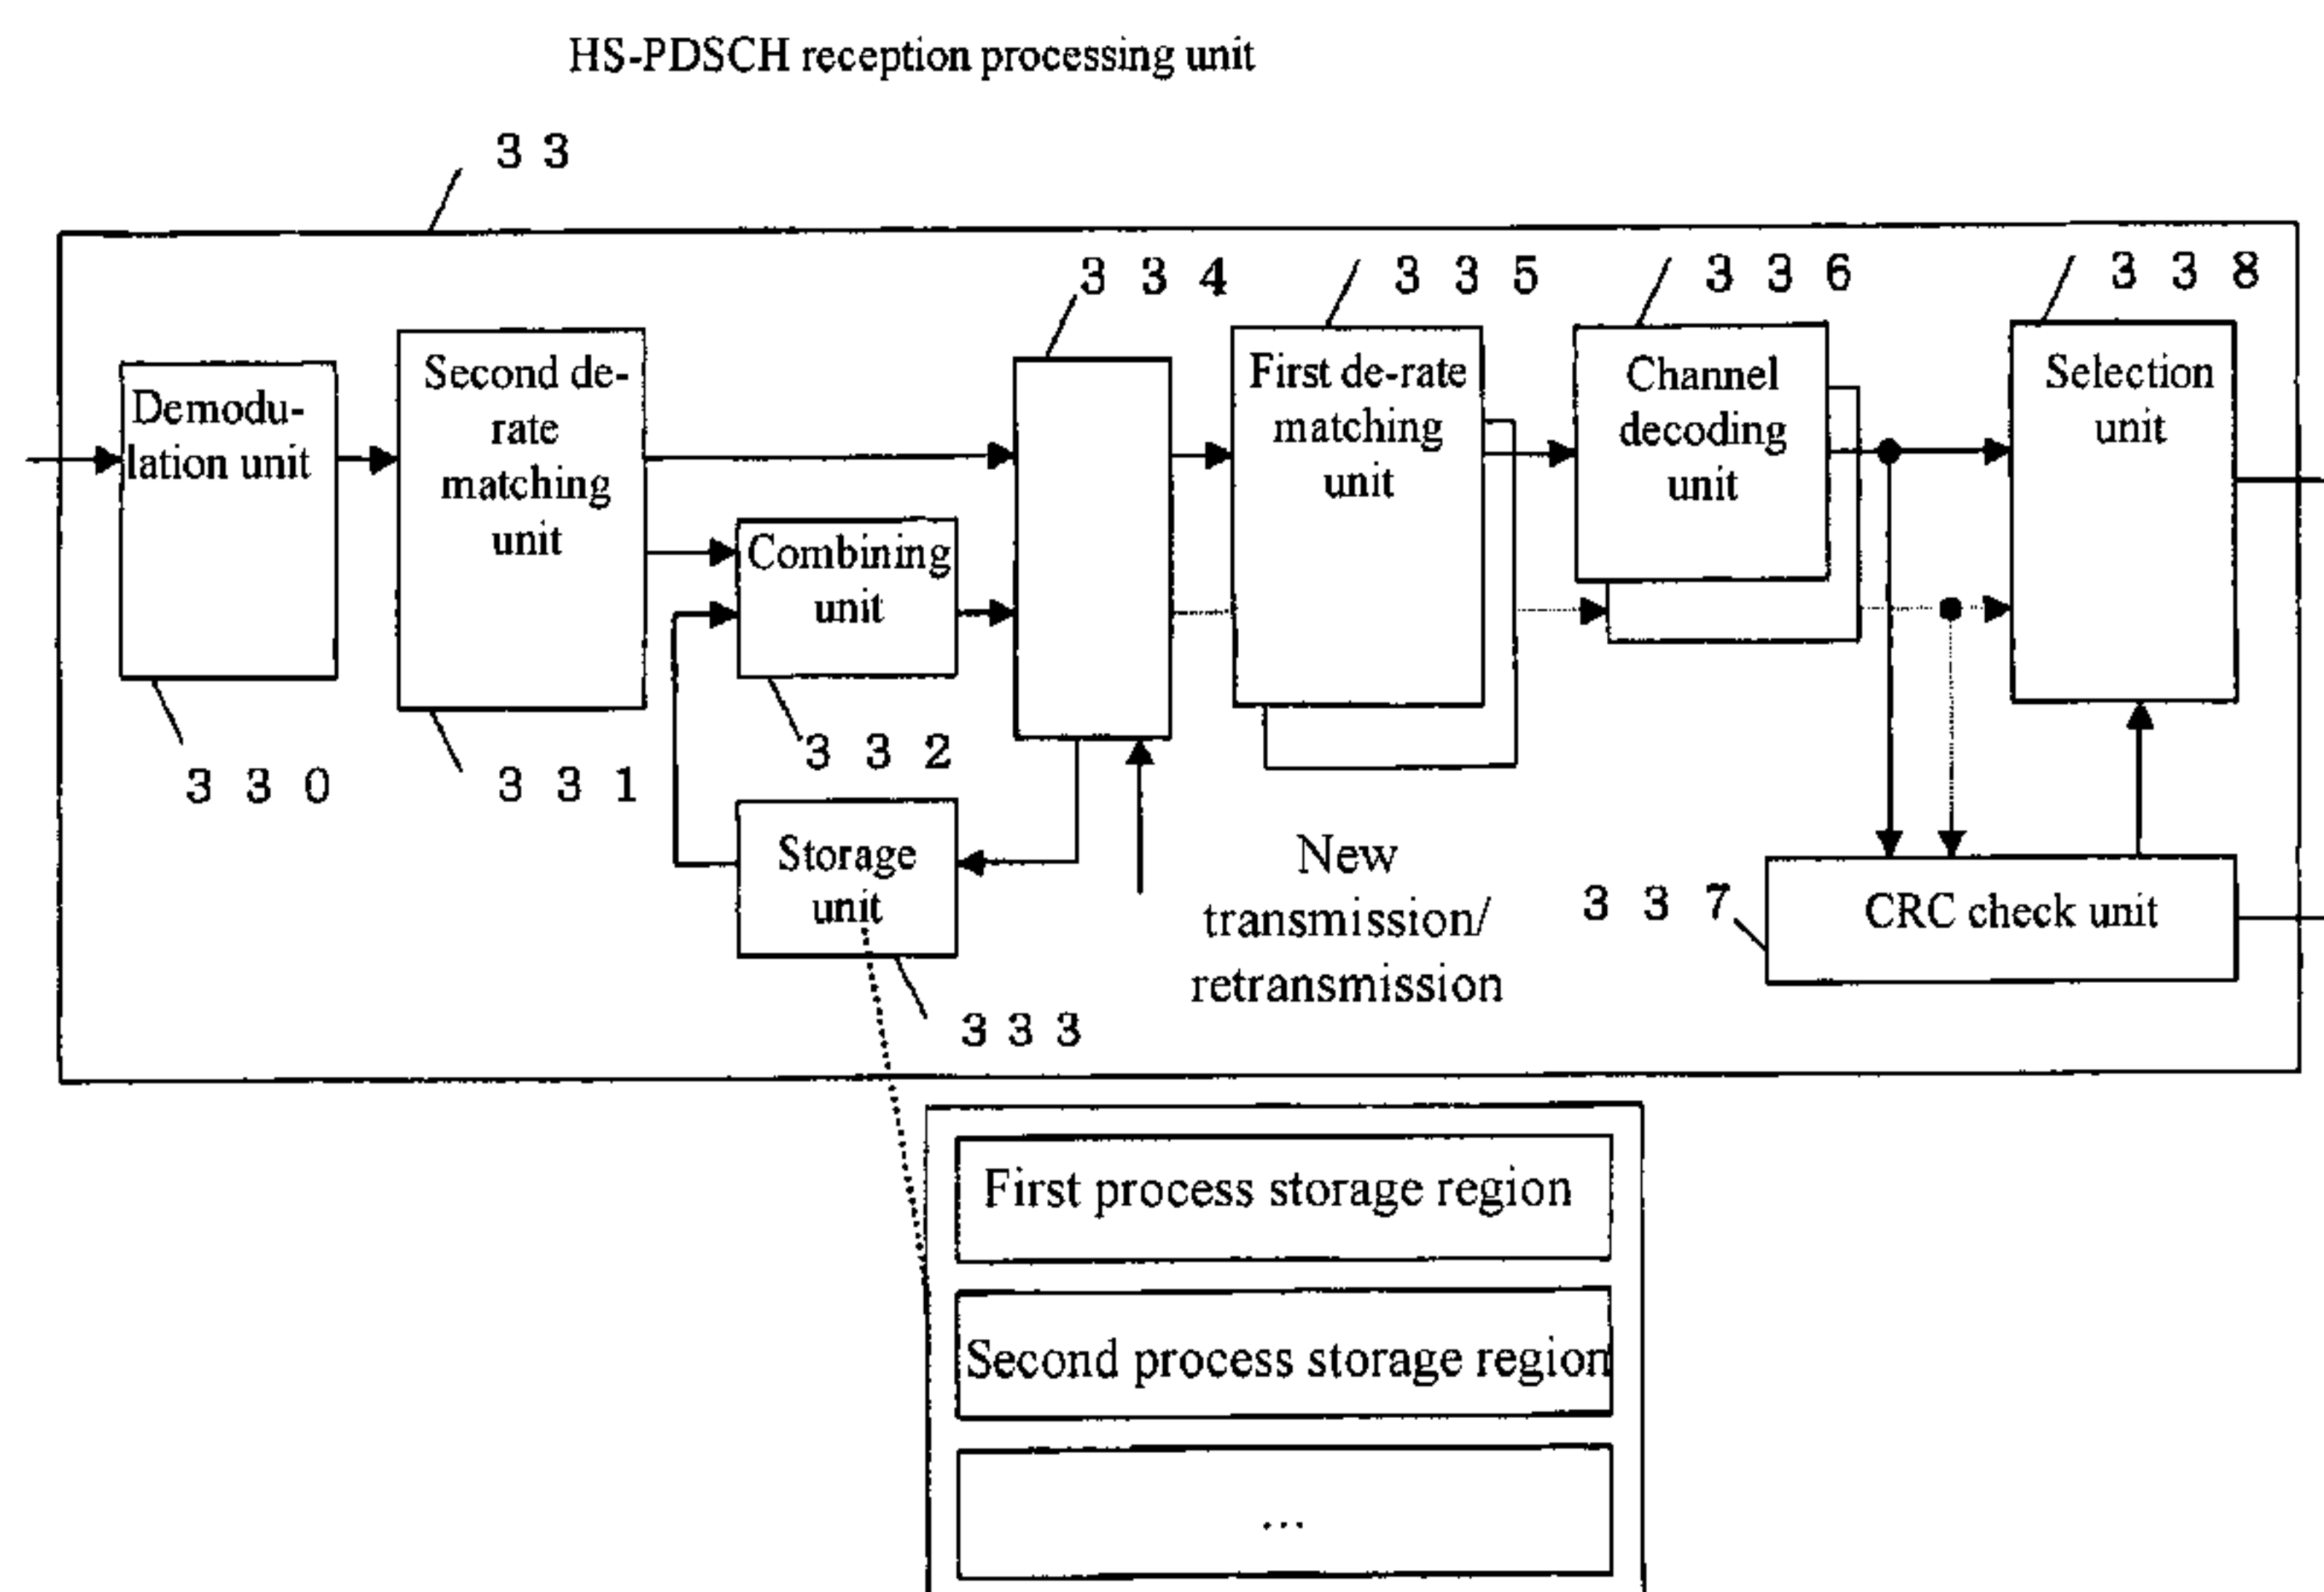 HS-PDSCH reception processing unit
3 3
3 3 4
3 3 5
3 3 6
3 3 8
Demodu-
lation unit
Second de-
rate
matching
unit
Combining
unit
First de-rate
matching
unit
Channel
decoding
unit
Selection
unit
3 3 0
3 3 1
3 3 2
Storage
unit
3 3 3
New
transmission/
retransmission
3 3 7
CRC check unit
First process storage region
Second process storage region
...